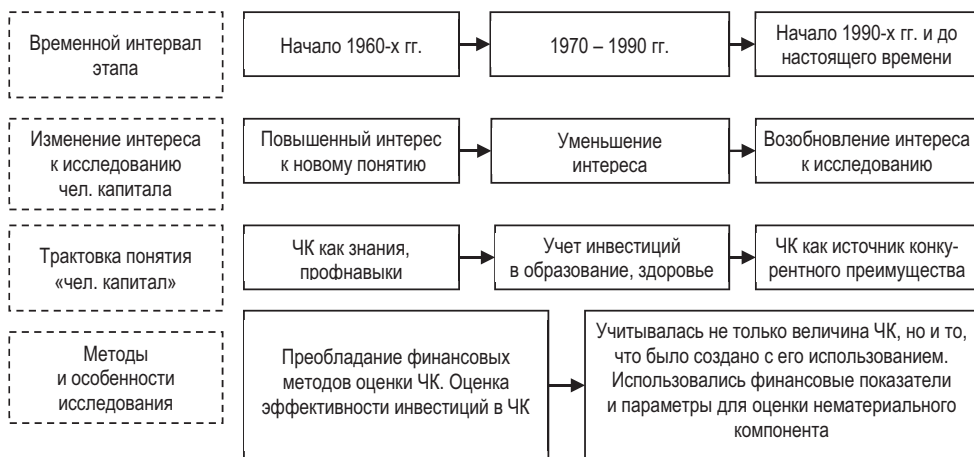 Временной интервал
этапа
Начало 1960-х гг.
1970 – 1990 гг.
Начало 1990-х гг. и до
настоящего времени
Изменение интереса
к исследованию
чел. капитала
Повышенный интерес
к новому понятию
Уменьшение
интереса
Возобновление интереса
к исследованию
Трактовка понятия
«чел. капитал»
ЧК как знания,
профнавыки
Учет инвестиций
в образование, здоровье
ЧК как источник конку-
рентного преимущества
Методы
и особенности
исследования
Преобладание финансовых
методов оценки ЧК. Оценка
эффективности инвестиций в ЧК
Учитывалась не только величина ЧК, но и то,
что было создано с его использованием.
Использовались финансовые показатели
и параметры для оценки нематериального
компонента